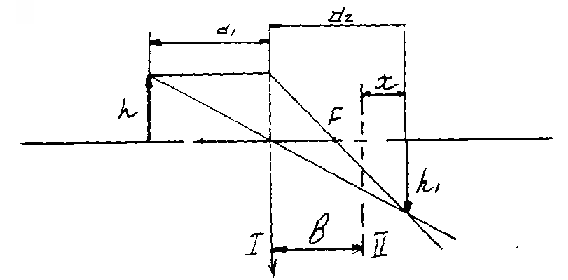 d₁ d₂
x
h F
h₁
I B II